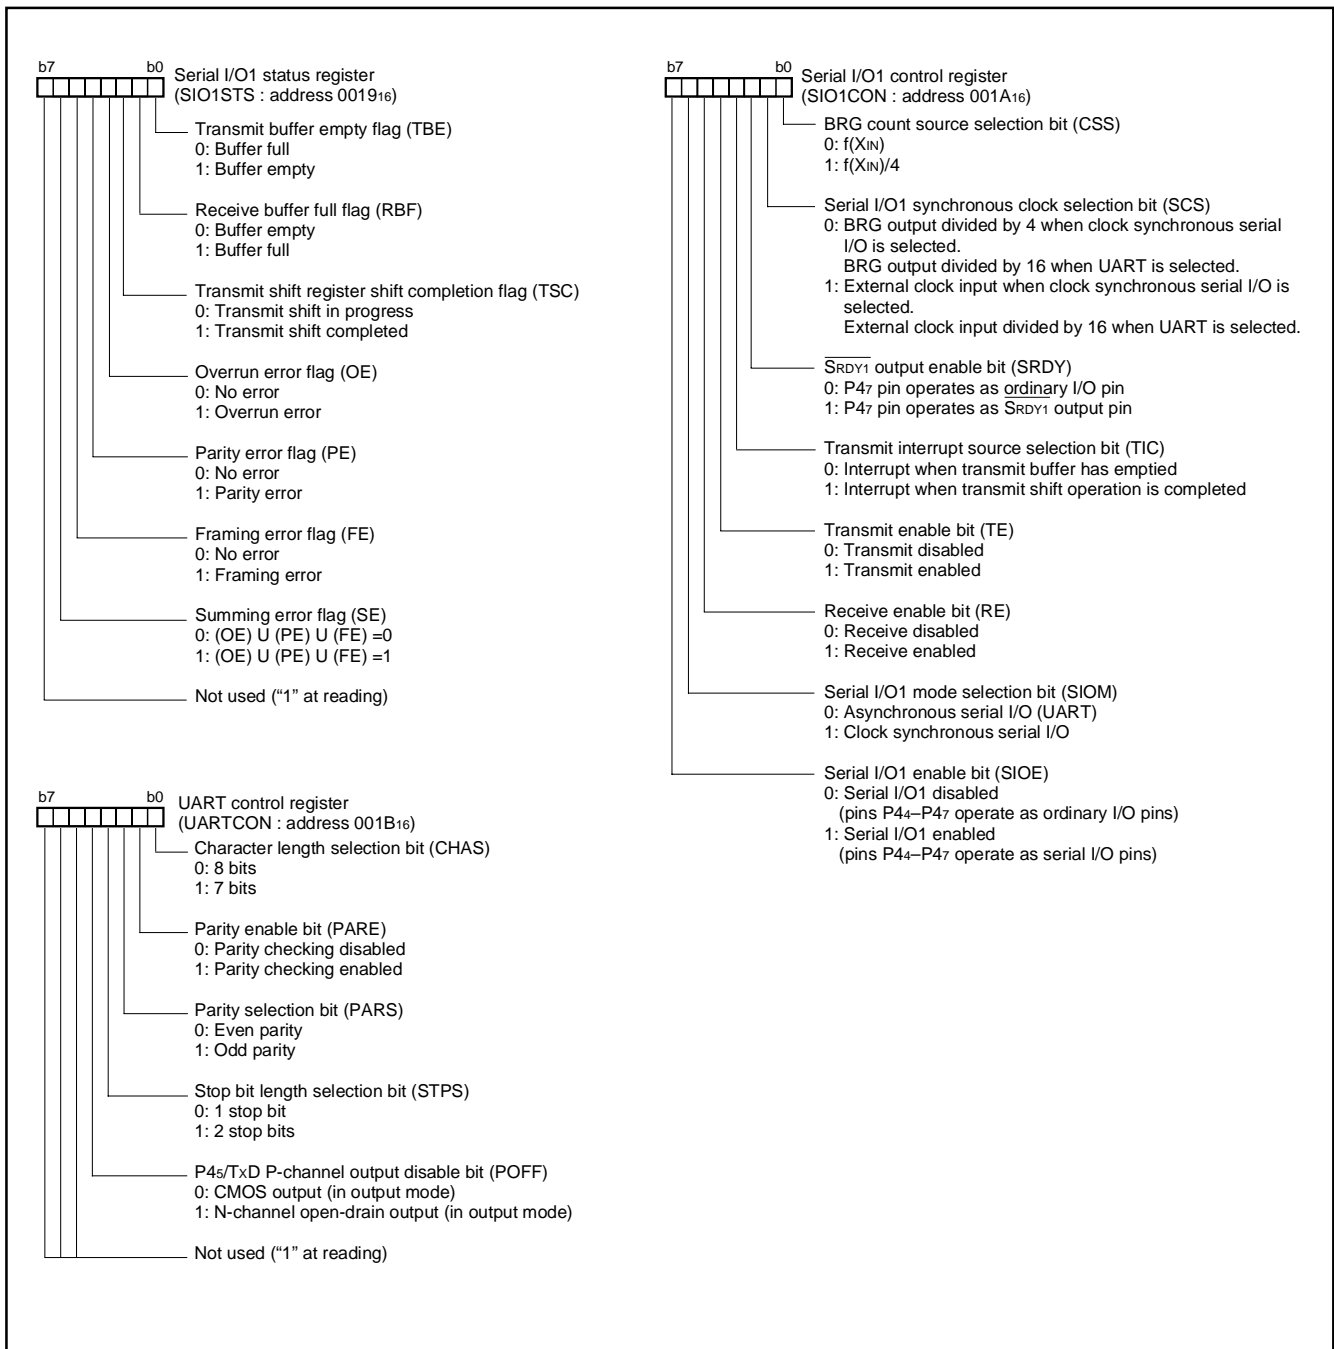 b7 b0 Serial I/O1 status register
(SIO1STS : address 0019₁₆)
Transmit buffer empty flag (TBE)
0: Buffer full
1: Buffer empty
Receive buffer full flag (RBF)
0: Buffer empty
1: Buffer full
Transmit shift register shift completion flag (TSC)
0: Transmit shift in progress
1: Transmit shift completed
Overrun error flag (OE)
0: No error
1: Overrun error
Parity error flag (PE)
0: No error
1: Parity error
Framing error flag (FE)
0: No error
1: Framing error
Summing error flag (SE)
0: (OE) U (PE) U (FE) =0
1: (OE) U (PE) U (FE) =1
Not used (“1” at reading)
b7 b0 UART control register
(UARTCON : address 001B₁₆)
Character length selection bit (CHAS)
0: 8 bits
1: 7 bits
Parity enable bit (PARE)
0: Parity checking disabled
1: Parity checking enabled
Parity selection bit (PARS)
0: Even parity
1: Odd parity
Stop bit length selection bit (STPS)
0: 1 stop bit
1: 2 stop bits
P4₅/TxD P-channel output disable bit (POFF)
0: CMOS output (in output mode)
1: N-channel open-drain output (in output mode)
Not used (“1” at reading)
b7 b0 Serial I/O1 control register
(SIO1CON : address 001A₁₆)
BRG count source selection bit (CSS)
0: f(XIN)
1: f(XIN)/4
Serial I/O1 synchronous clock selection bit (SCS)
0: BRG output divided by 4 when clock synchronous serial
I/O is selected.
BRG output divided by 16 when UART is selected.
1: External clock input when clock synchronous serial I/O is
selected.
External clock input divided by 16 when UART is selected.
SRDY1 output enable bit (SRDY)
0: P4₇ pin operates as ordinary I/O pin
1: P4₇ pin operates as SRDY1 output pin
Transmit interrupt source selection bit (TIC)
0: Interrupt when transmit buffer has emptied
1: Interrupt when transmit shift operation is completed
Transmit enable bit (TE)
0: Transmit disabled
1: Transmit enabled
Receive enable bit (RE)
0: Receive disabled
1: Receive enabled
Serial I/O1 mode selection bit (SIOM)
0: Asynchronous serial I/O (UART)
1: Clock synchronous serial I/O
Serial I/O1 enable bit (SIOE)
0: Serial I/O1 disabled
(pins P4₄–P4₇ operate as ordinary I/O pins)
1: Serial I/O1 enabled
(pins P4₄–P4₇ operate as serial I/O pins)